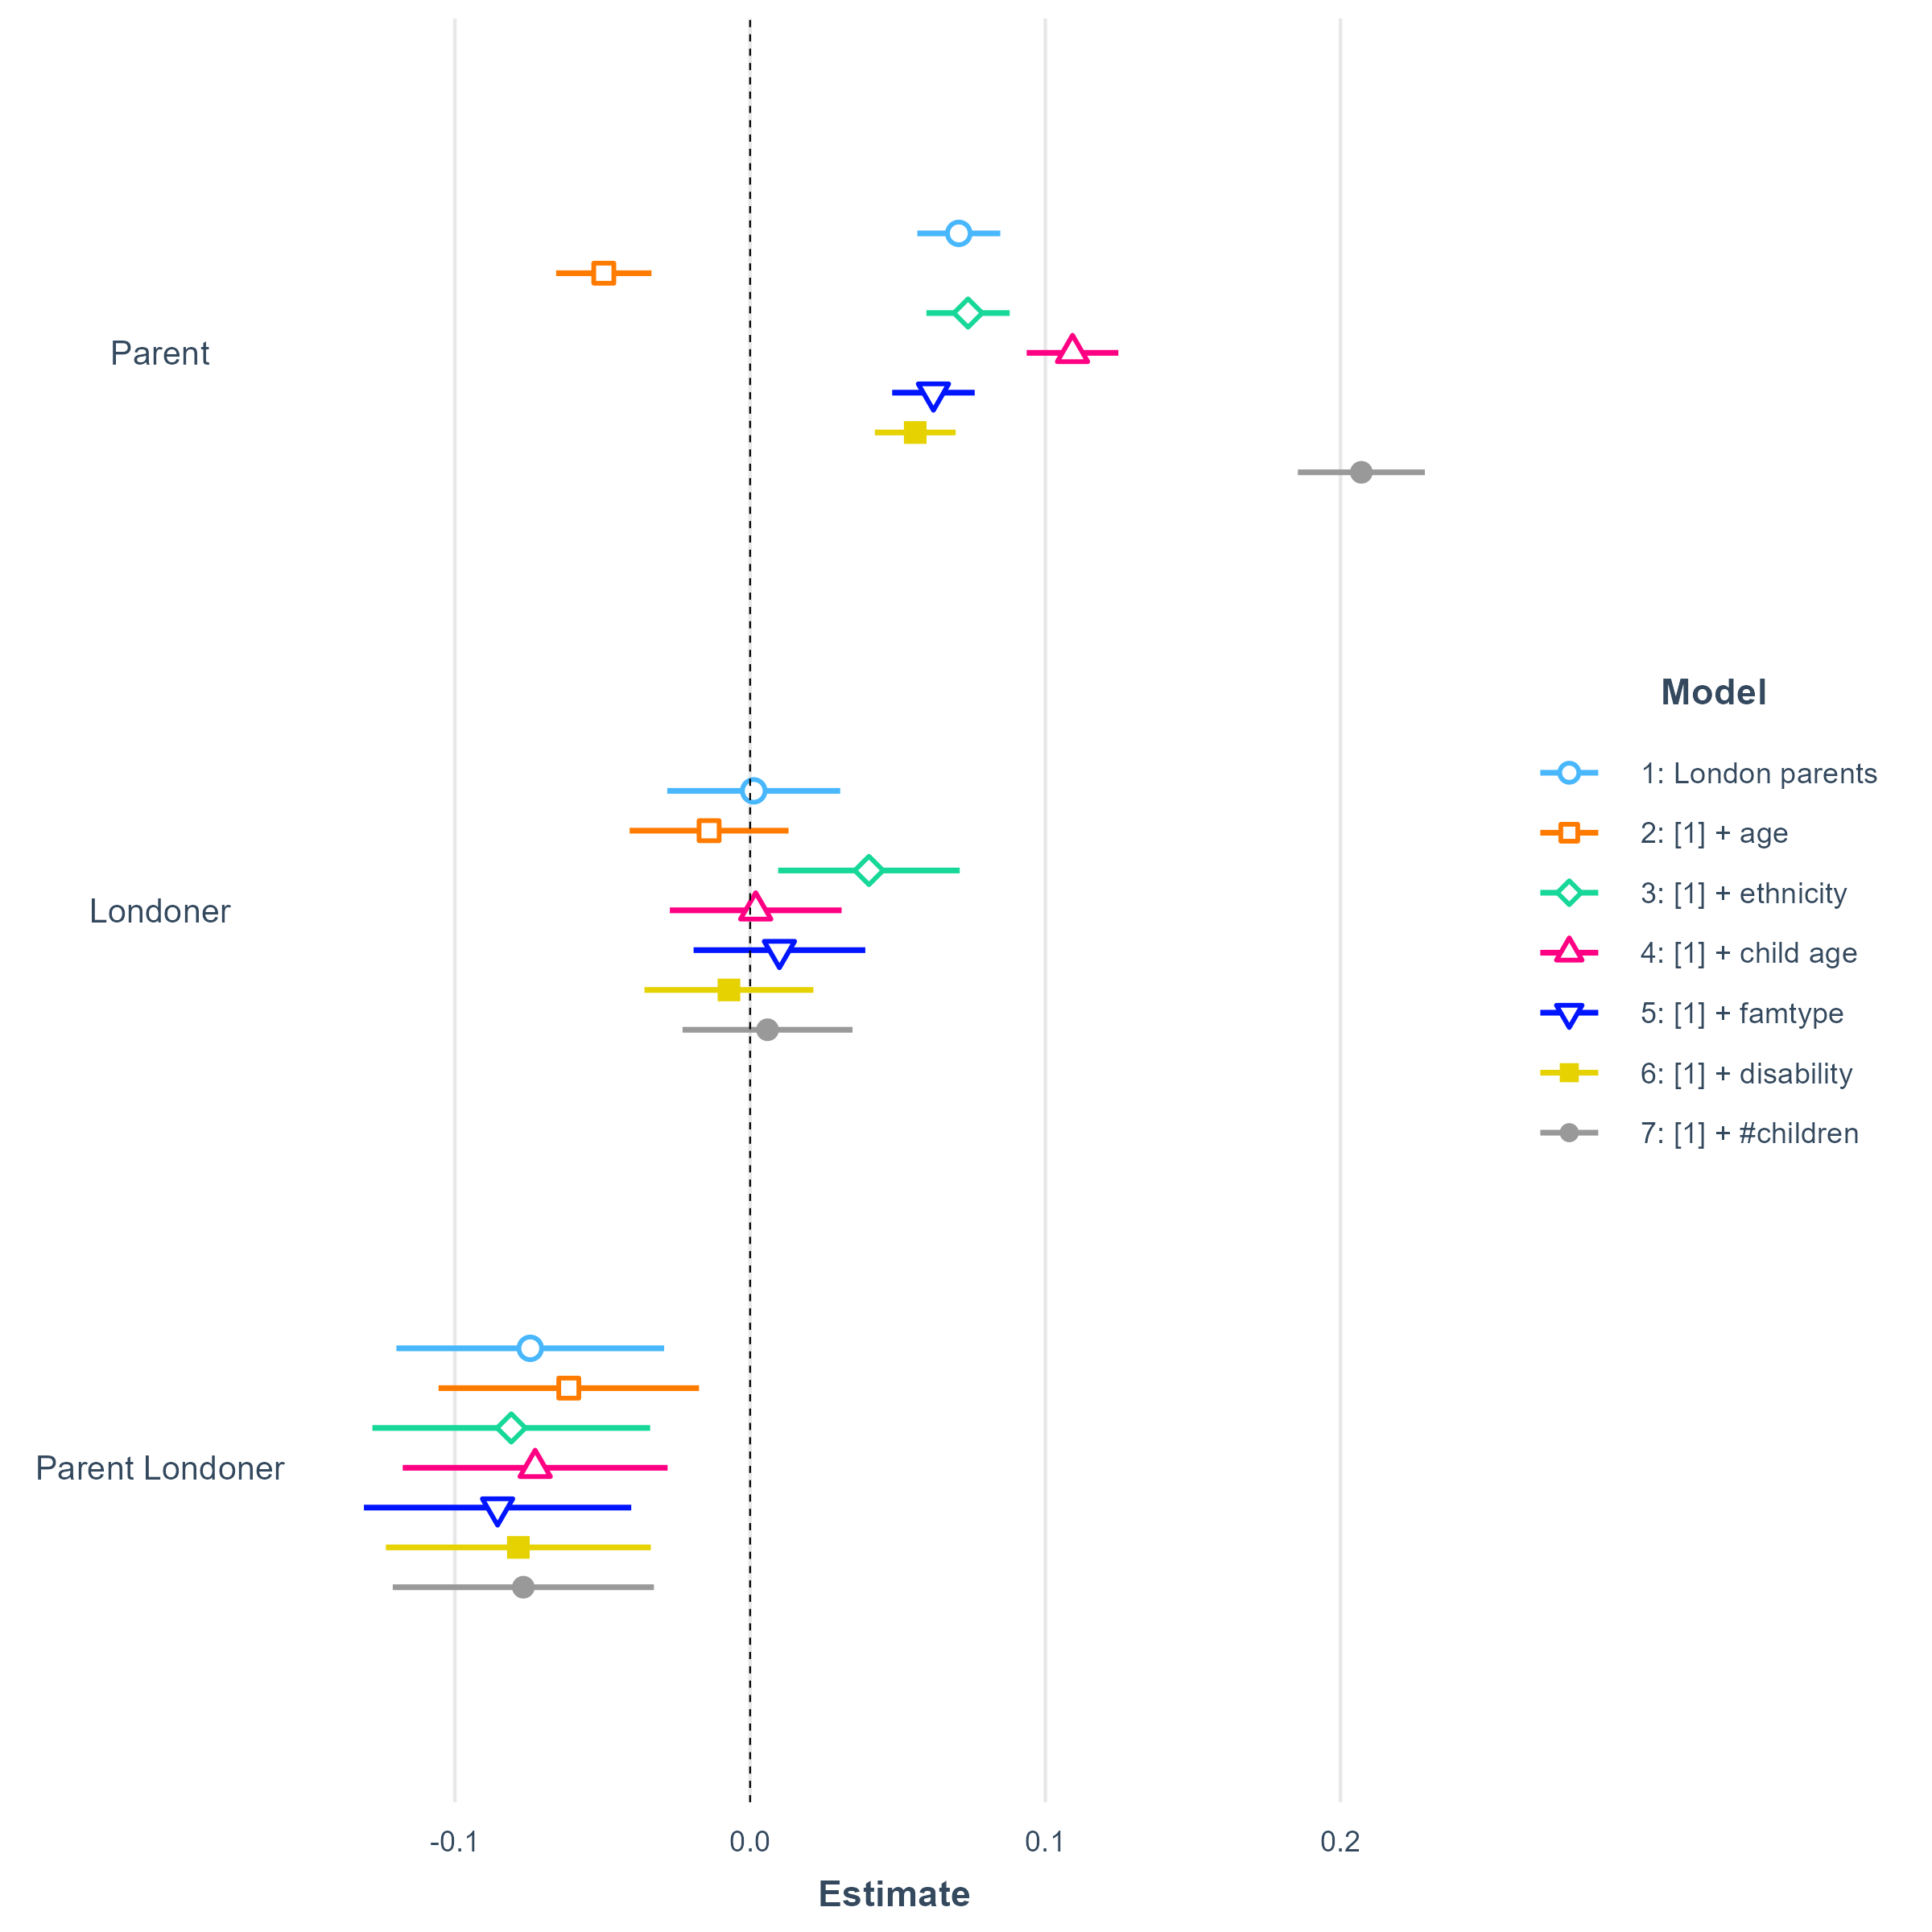 Parent
Londoner
Parent Londoner
-0.1
0.0
0.1
0.2
Estimate
Model
1: London parents
2: [1] + age
3: [1] + ethnicity
4: [1] + child age
5: [1] + famtype
6: [1] + disability
7: [1] + #children